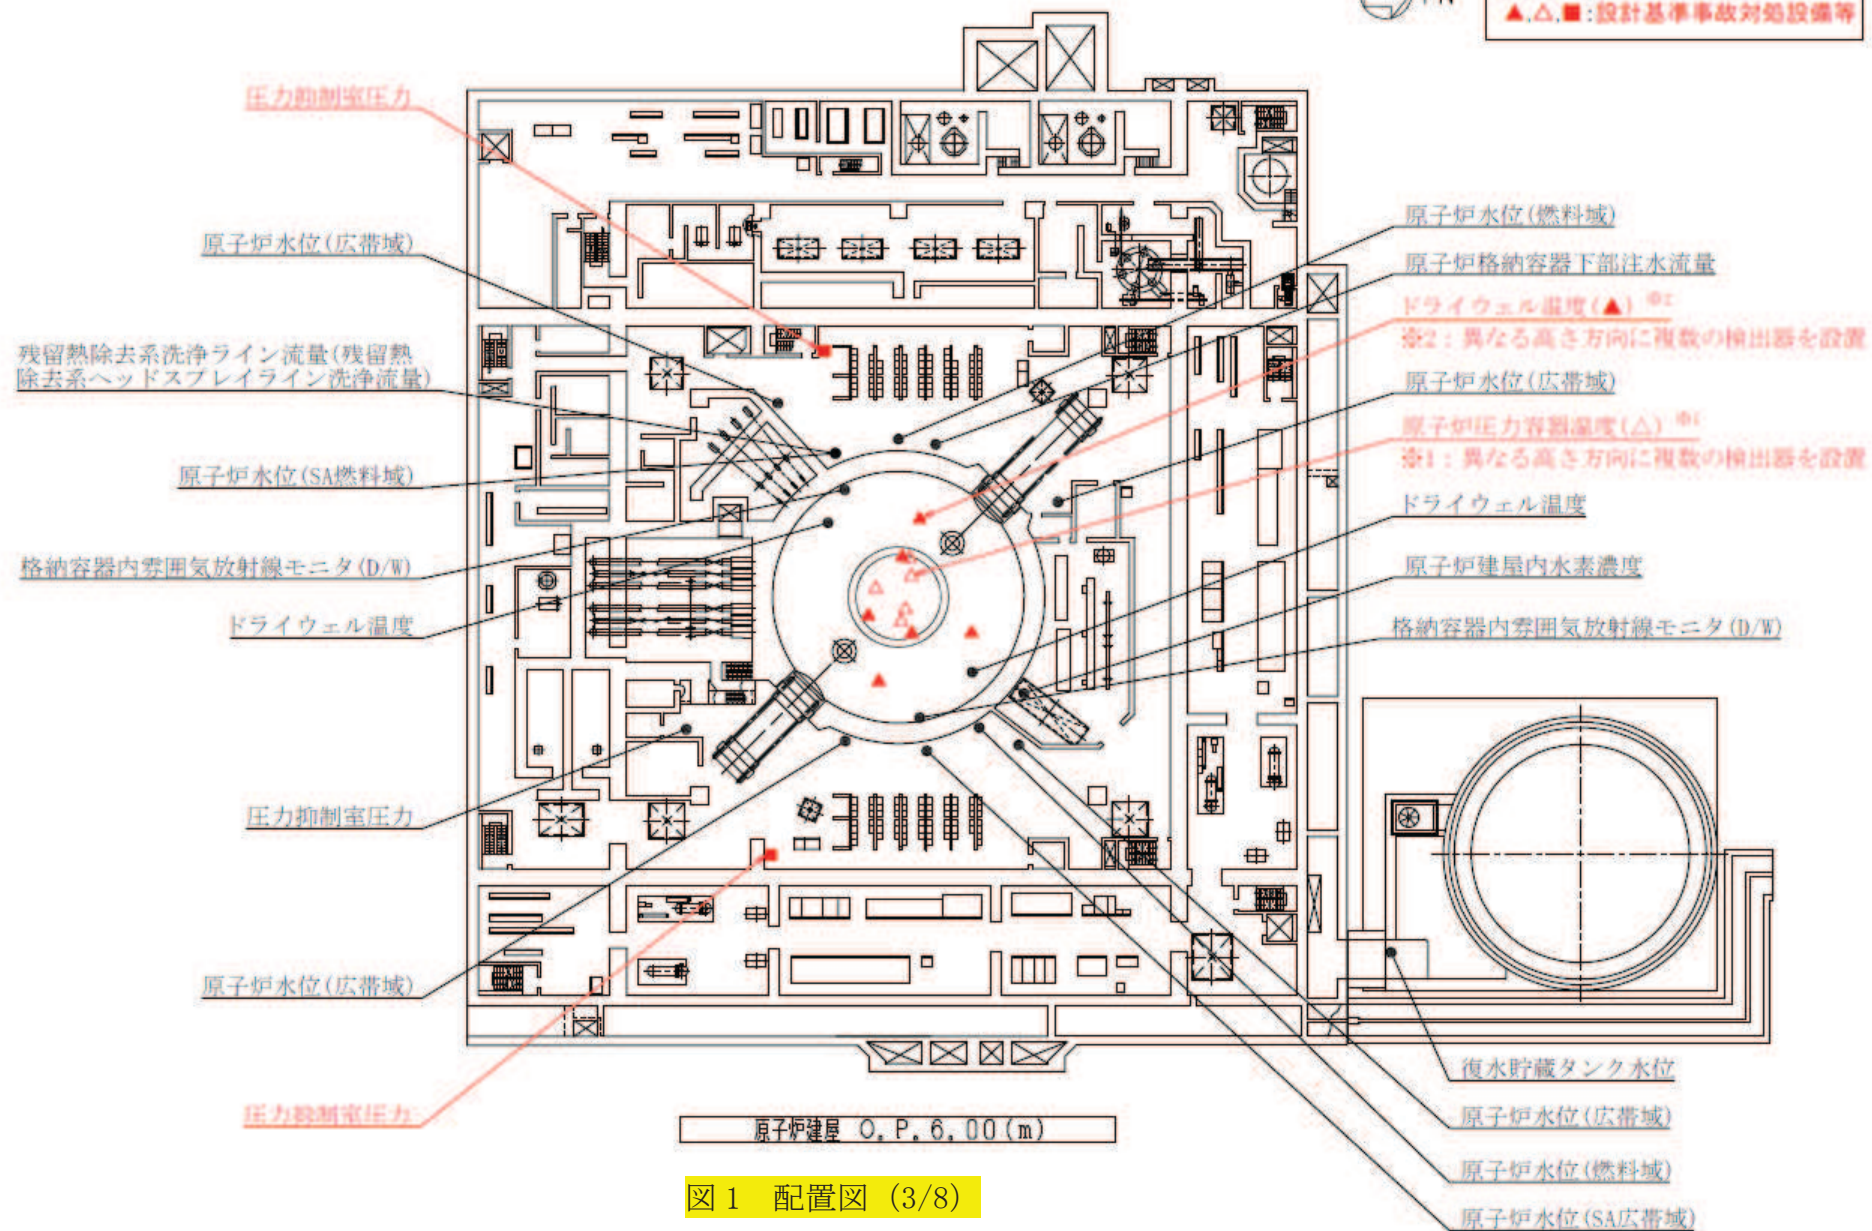 PN
▲,△,■:設計基準事故対処設備等
圧力抑制室圧力
原子炉水位(広帯域)
残留熱除去系洗浄ライン流量(残留熱
除去系ヘッドスプレイライン洗浄流量)
原子炉水位(SA燃料域)
格納容器内雰囲気放射線モニタ(D/W)
ドライウェル温度
圧力抑制室圧力
原子炉水位(広帯域)
圧力抑制室圧力
原子炉水位(燃料域)
原子炉格納容器下部注水流量
ドライウェル温度(▲) ※2
※2：異なる高さ方向に複数の検出器を設置
原子炉水位(広帯域)
原子炉圧力容器温度(△) ※1
※1：異なる高さ方向に複数の検出器を設置
ドライウェル温度
原子炉建屋内水素濃度
格納容器内雰囲気放射線モニタ(D/W)
復水貯蔵タンク水位
原子炉水位(広帯域)
原子炉水位(燃料域)
原子炉水位(SA広帯域)
原子炉建屋 O.P.6.00(m)
図1　配置図（3/8）